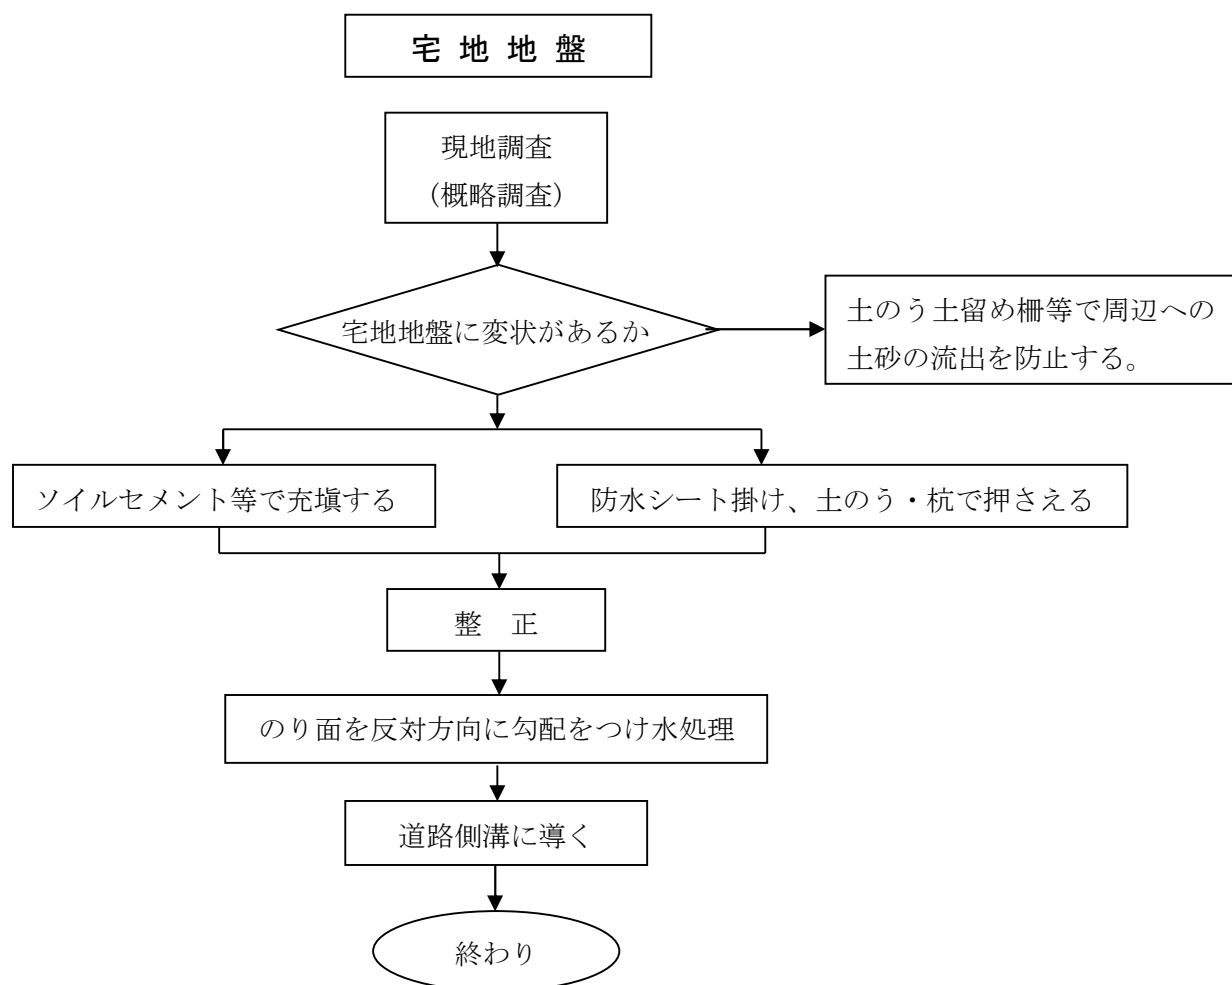 宅 地 地 盤
現地調査
（概略調査）
宅地地盤に変状があるか
土のう土留め柵等で周辺への
土砂の流出を防止する。
ソイルセメント等で充塡する
防水シート掛け、土のう・杭で押さえる
整　正
のり面を反対方向に勾配をつけ水処理
道路側溝に導く
終わり